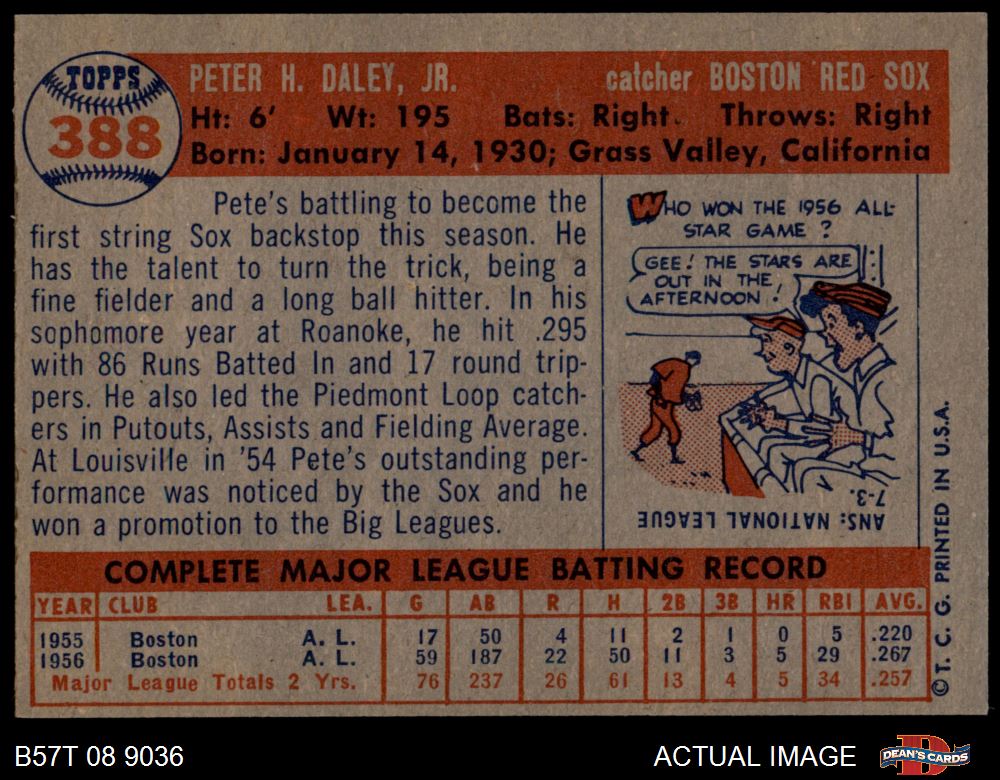 TOPPS
388
PETER H. DALEY, JR. catcher BOSTON RED SOX
Ht: 6' Wt: 195 Bats: Right Throws: Right
Born: January 14, 1930; Grass Valley, California
Pete's battling to become the
first string Sox backstop this season. He
has the talent to turn the trick, being a
fine fielder and a long ball hitter. In his
sophomore year at Roanoke, he hit .295
with 86 Runs Batted In and 17 round trip-
pers. He also led the Piedmont Loop catch-
ers in Putouts, Assists and Fielding Average.
At Louisville in '54 Pete's outstanding per-
formance was noticed by the Sox and he
won a promotion to the Big Leagues.
WHO WON THE 1956 ALL-
STAR GAME ?
GEE! THE STARS ARE
OUT IN THE
AFTERNOON!
ANS: NATIONAL LEAGUE
7-3.
COMPLETE MAJOR LEAGUE BATTING RECORD
YEAR CLUB LEA. G AB R H 2B 3B HR RBI AVG.
1955 Boston A. L. 17 50 4 11 2 1 0 5 .220
1956 Boston A. L. 59 187 22 50 11 3 5 29 .267
Major League Totals 2 Yrs. 76 237 26 61 13 4 5 34 .257
© T. C. G. PRINTED IN U.S.A.
B57T 08 9036 ACTUAL IMAGE DEAN'S CARDS